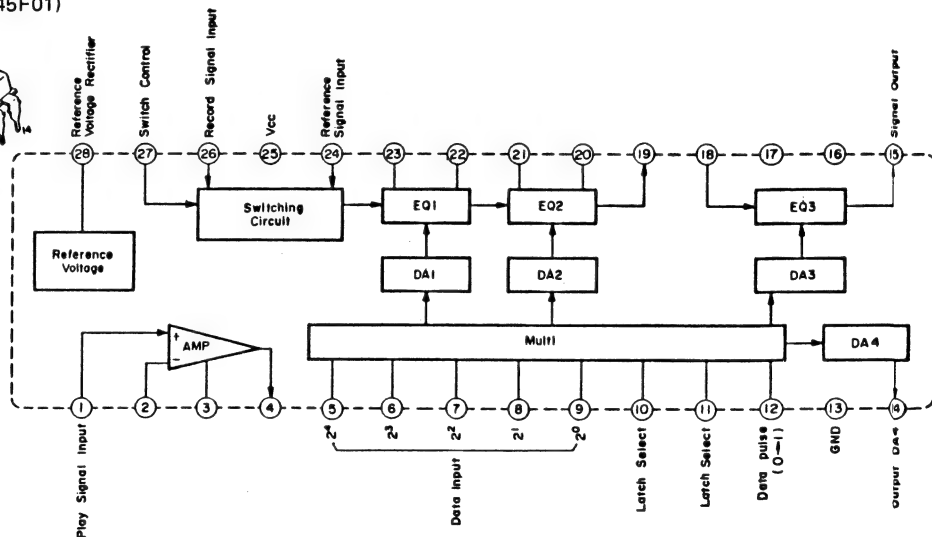 45F01)
14
Reference
Voltage Rectifier
Switch Control
Record Signal Input
Vcc
Reference
Signal Input
Signal Output
28
27
26
25
24
23
22
21
20
19
18
17
16
15
Switching
Circuit
EQ1
EQ2
EQ3
Reference
Voltage
DA1
DA2
DA3
+
AMP
−
Multi
DA4
1
2
3
4
5
6
7
8
9
10
11
12
13
14
Play Signal Input
2⁴
2³
2²
2¹
2⁰
Data Input
Latch Select
Latch Select
Data pulse
(0→1)
GND
Output DA4